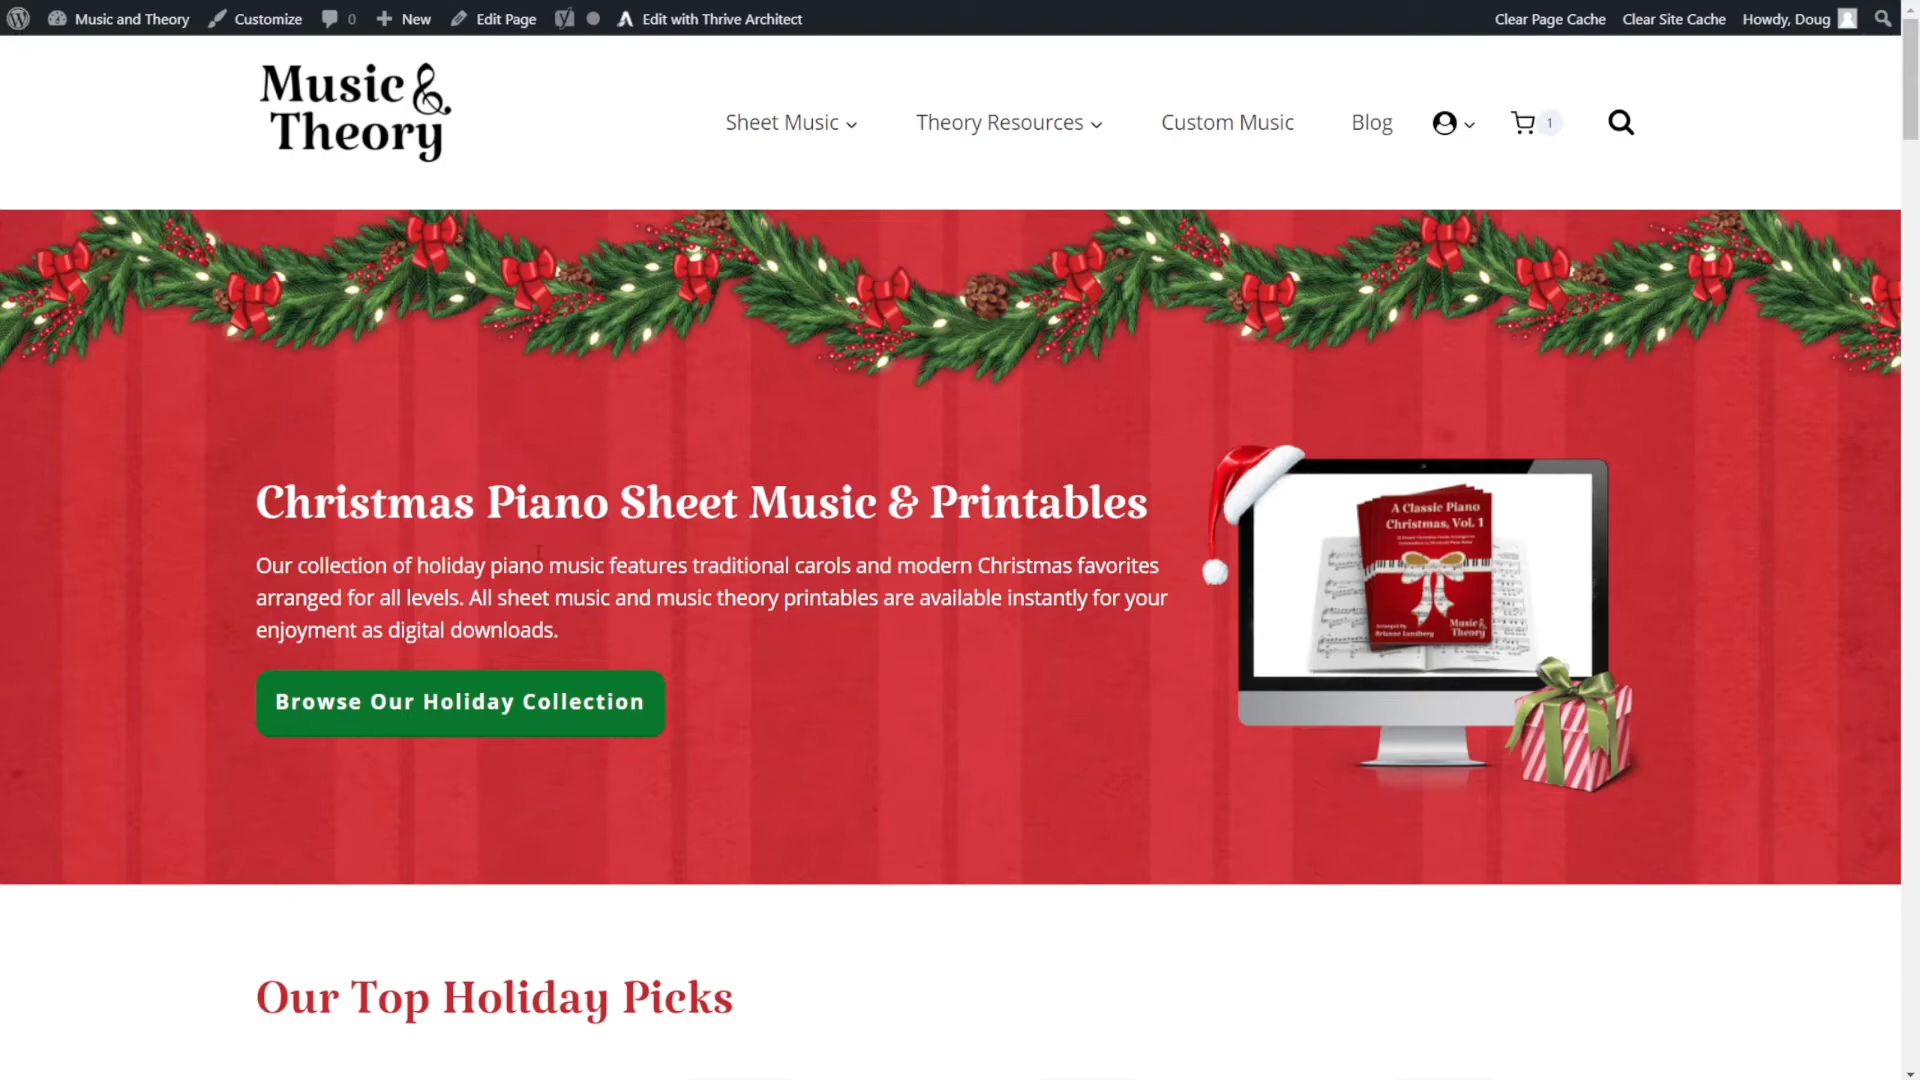 Music and Theory Customize 0 New Edit Page Edit with Thrive Architect Clear Page Cache Clear Site Cache Howdy, Doug
Music &
Theory
Sheet Music Theory Resources Custom Music Blog 1
Christmas Piano Sheet Music & Printables
Our collection of holiday piano music features traditional carols and modern Christmas favorites
arranged for all levels. All sheet music and music theory printables are available instantly for your
enjoyment as digital downloads.
Browse Our Holiday Collection
A Classic Piano
Christmas, Vol. 1
Arranged by
Brianne Lundberg
Music &
Theory
Our Top Holiday Picks